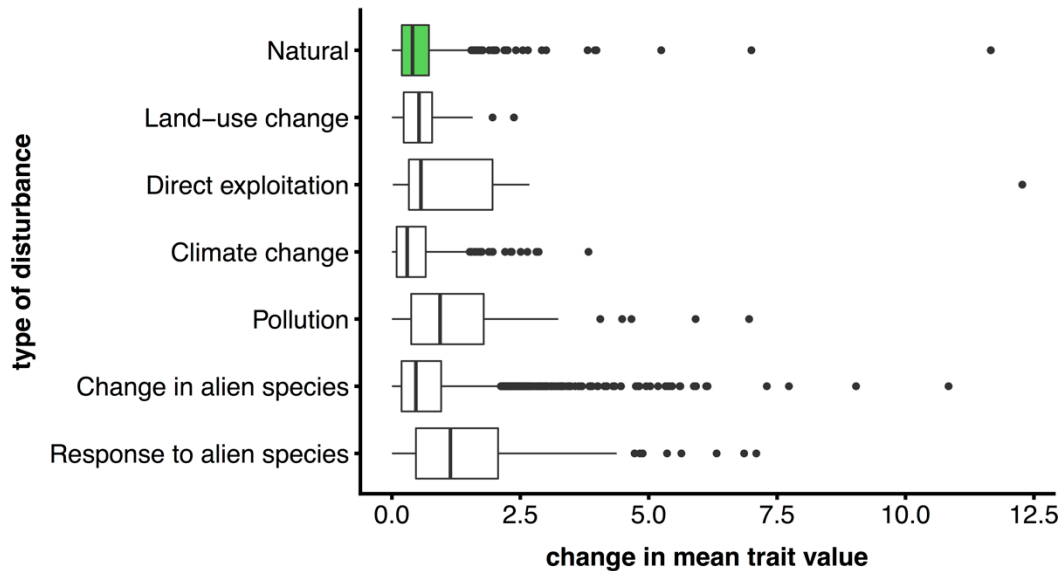 Natural
Land−use change
Direct exploitation
Climate change
Pollution
Change in alien species
Response to alien species
type of disturbance
0.0 2.5 5.0 7.5 10.0 12.5
change in mean trait value